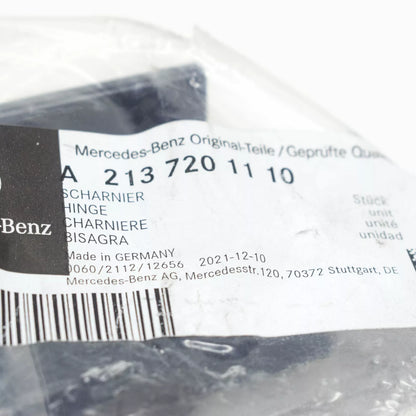 Mercedes-Benz Original-Teile/Geprüfte
A 213 720 11 10
SCHARNIER
HINGE
CHARNIERE
BISAGRA
Stück
unit
unité
unidad
-Benz
Made in GERMANY
0060/2112/12656 2021-12-10
Mercedes-Benz AG, Mercedesstr.120, 70372 Stuttgart, DE